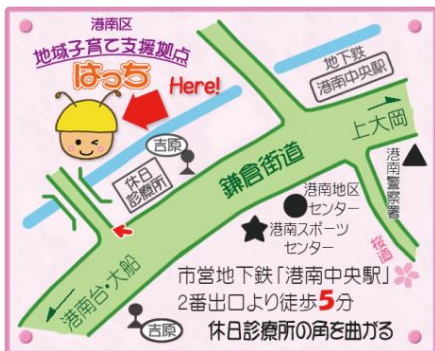 港南区
地域子育て支援拠点
はっち
Here!
地下鉄
港南中央駅
上大岡
吉原
休日
診療所
鎌倉街道
港南警察署
港南地区
センター
港南スポーツ
センター
桜道
港南台・大船
市営地下鉄「港南中央駅」
2番出口より徒歩5分
吉原
休日診療所の角を曲がる